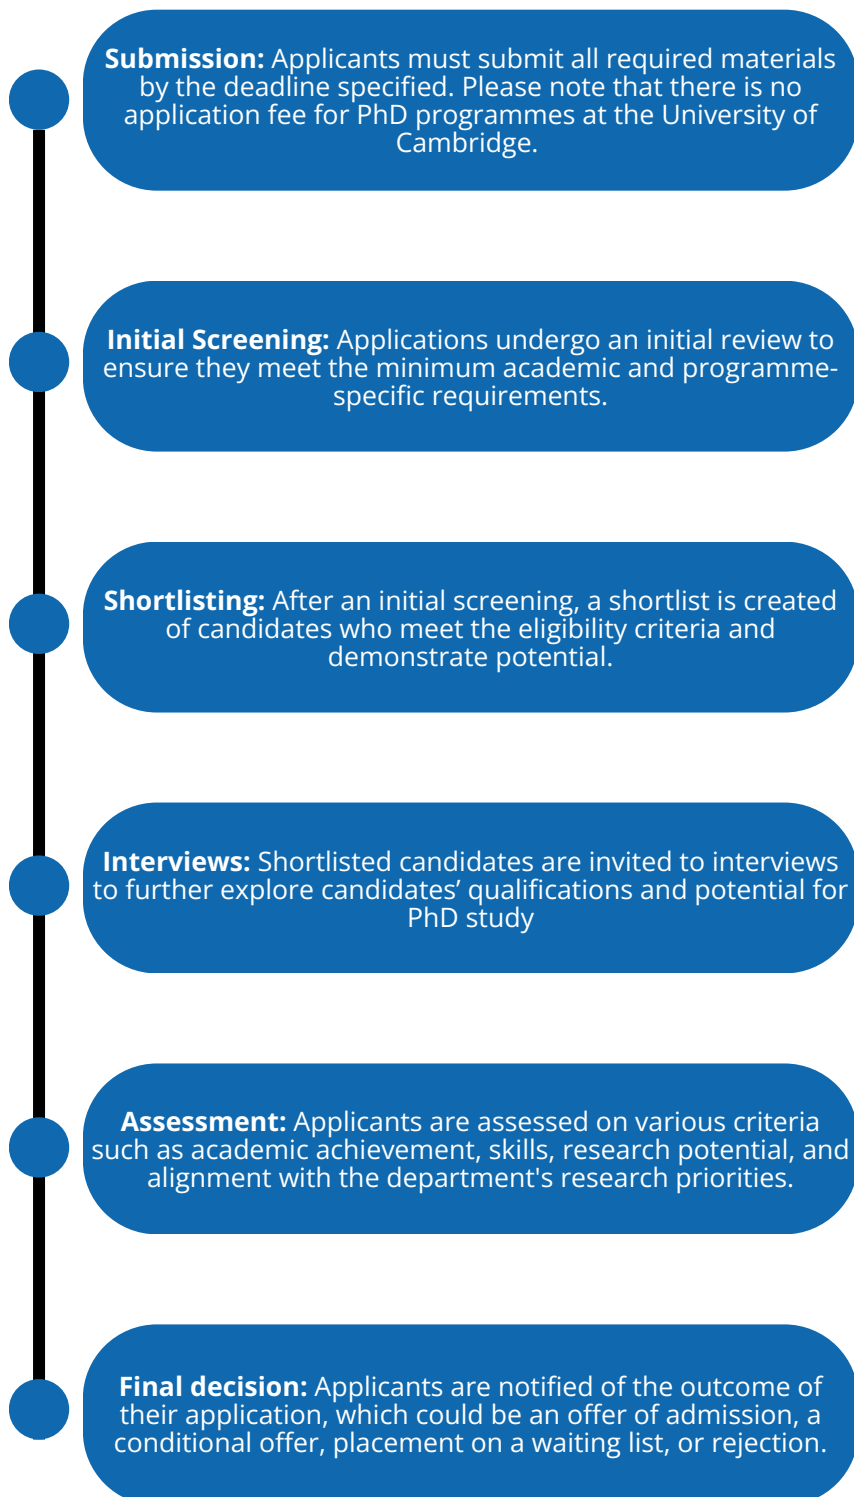 Submission: Applicants must submit all required materials
by the deadline specified. Please note that there is no
application fee for PhD programmes at the University of
Cambridge.
Initial Screening: Applications undergo an initial review to
ensure they meet the minimum academic and programme-
specific requirements.
Shortlisting: After an initial screening, a shortlist is created
of candidates who meet the eligibility criteria and
demonstrate potential.
Interviews: Shortlisted candidates are invited to interviews
to further explore candidates’ qualifications and potential for
PhD study
Assessment: Applicants are assessed on various criteria
such as academic achievement, skills, research potential, and
alignment with the department's research priorities.
Final decision: Applicants are notified of the outcome of
their application, which could be an offer of admission, a
conditional offer, placement on a waiting list, or rejection.